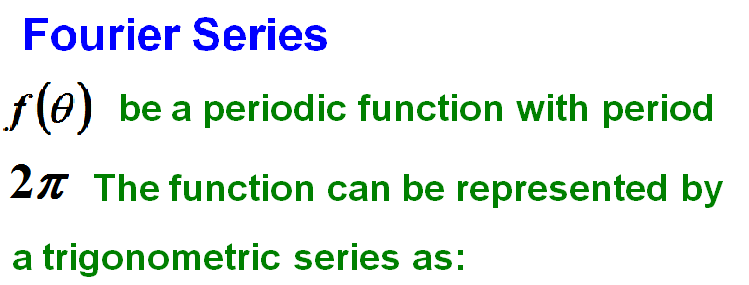 Fourier Series
f(θ) be a periodic function with period
2π The function can be represented by
a trigonometric series as: